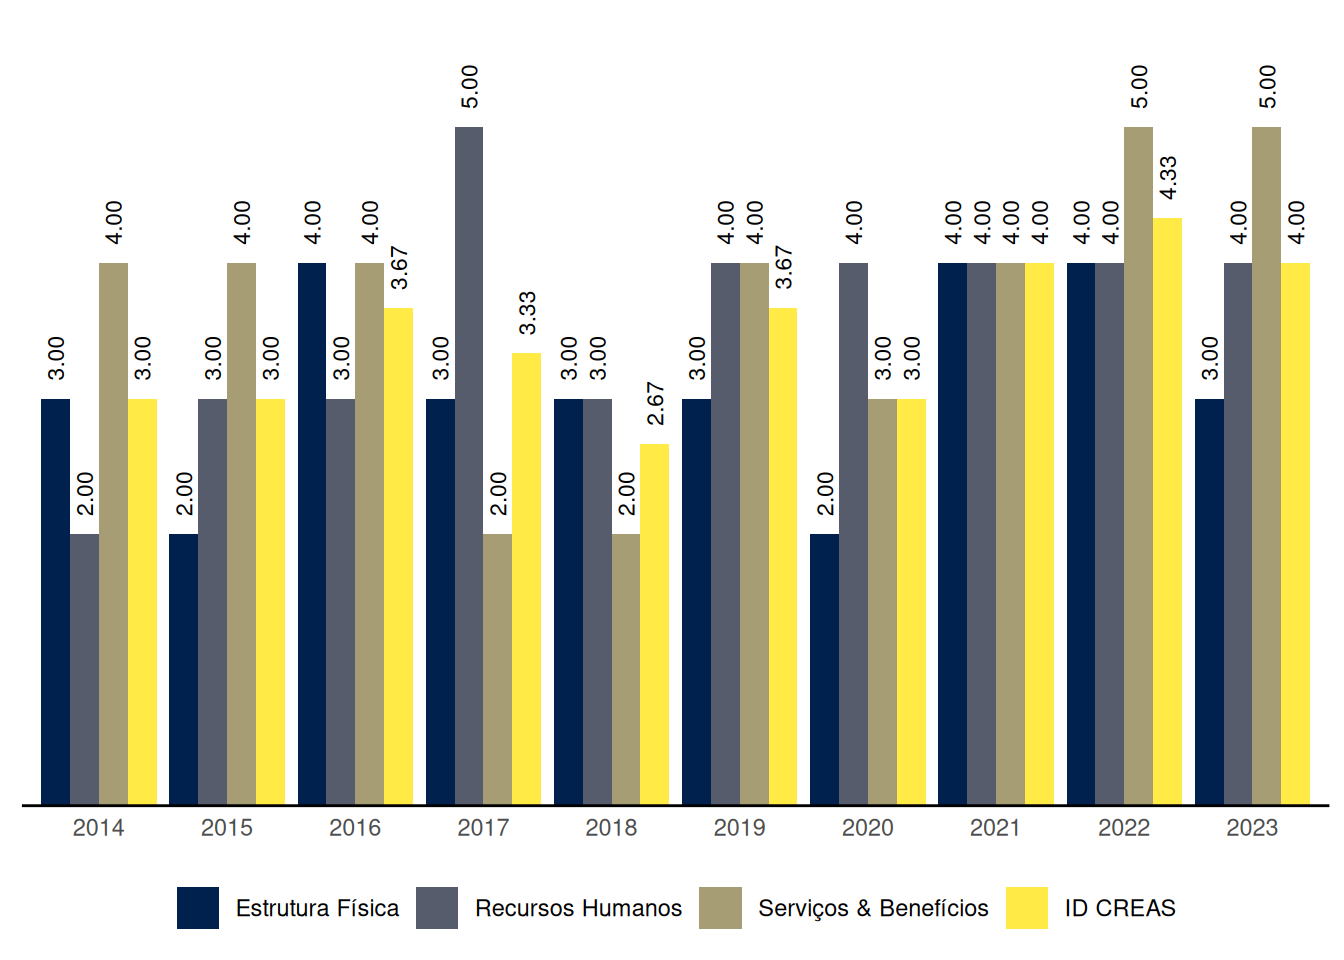 3.00 2.00 4.00 3.00
2.00 3.00 4.00 3.00
4.00 3.00 4.00 3.67
3.00 5.00 2.00 3.33
3.00 3.00 2.00 2.67
3.00 4.00 4.00 3.67
2.00 4.00 3.00 3.00
4.00 4.00 4.00 4.00
4.00 4.00 5.00 4.33
3.00 4.00 5.00 4.00
2014 2015 2016 2017 2018 2019 2020 2021 2022 2023
Estrutura Física Recursos Humanos Serviços & Benefícios ID CREAS